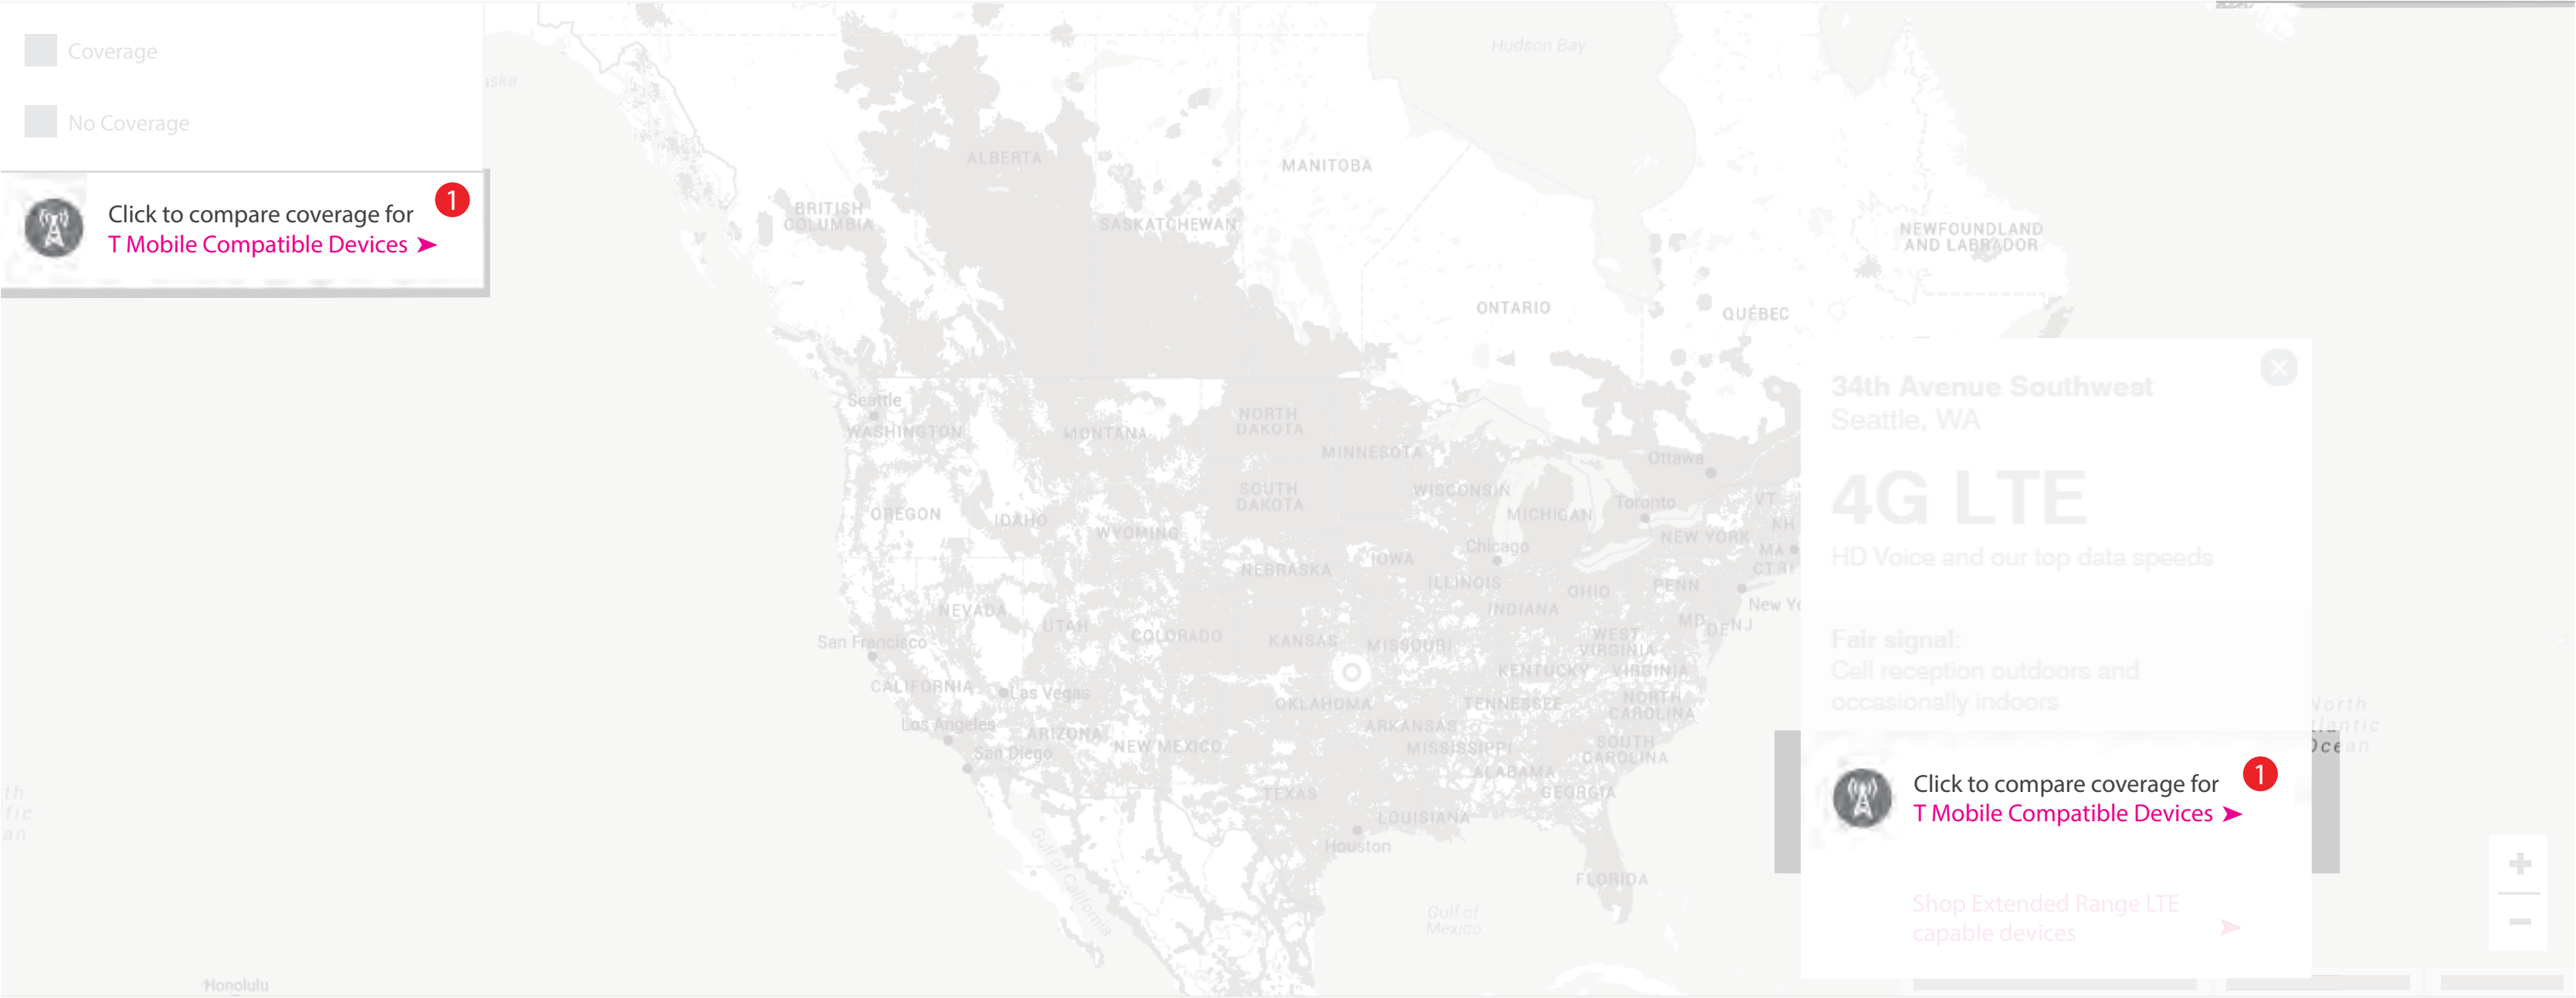 Coverage
No Coverage
Click to compare coverage for
T Mobile Compatible Devices ➤
1
aska
Hudson Bay
ALBERTA
MANITOBA
BRITISH
COLUMBIA
SASKATCHEWAN
NEWFOUNDLAND
AND LABRADOR
ONTARIO
QUÉBEC
Seattle
WASHINGTON
MONTANA
NORTH
DAKOTA
MINNESOTA
Ottawa
SOUTH
DAKOTA
WISCONSIN
MICHIGAN
Toronto
VT
NH
OREGON
IDAHO
WYOMING
NEW YORK
MA
CT RI
Chicago
IOWA
NEBRASKA
ILLINOIS
OHIO
PENN
INDIANA
New Yo
NEVADA
UTAH
COLORADO
KANSAS
MISSOURI
WEST
VIRGINIA
MD
DE
NJ
San Francisco
KENTUCKY
VIRGINIA
CALIFORNIA
Las Vegas
OKLAHOMA
TENNESSEE
NORTH
CAROLINA
Los Angeles
ARIZONA
NEW MEXICO
ARKANSAS
MISSISSIPPI
SOUTH
CAROLINA
San Diego
ALABAMA
TEXAS
GEORGIA
LOUISIANA
Houston
FLORIDA
Gulf of California
Gulf of
Mexico
th
ific
an
Honolulu
34th Avenue Southwest
Seattle, WA
4G LTE
HD Voice and our top data speeds
Fair signal:
Cell reception outdoors and
occasionally indoors
Click to compare coverage for
T Mobile Compatible Devices ➤
1
Shop Extended Range LTE
capable devices ➤
North
tlantic
Ocean
+
−